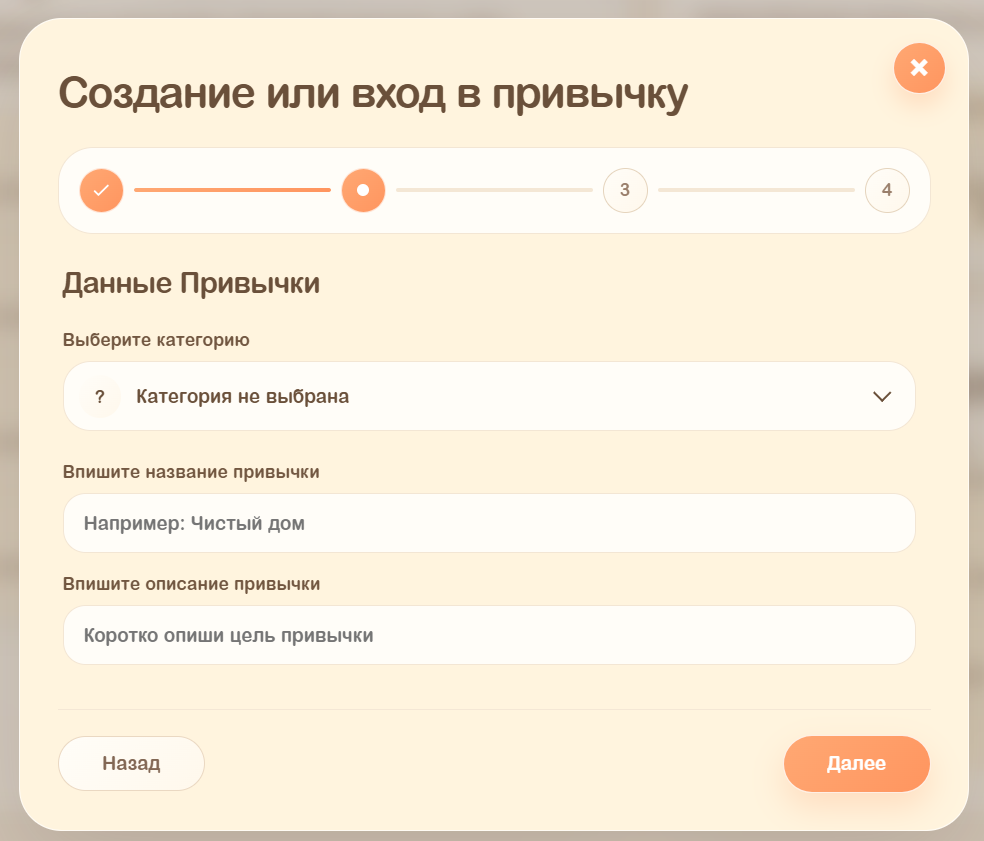 Создание или вход в привычку
3
4
Данные Привычки
Выберите категорию
?
Категория не выбрана
Впишите название привычки
Например: Чистый дом
Впишите описание привычки
Коротко опиши цель привычки
Назад
Далее